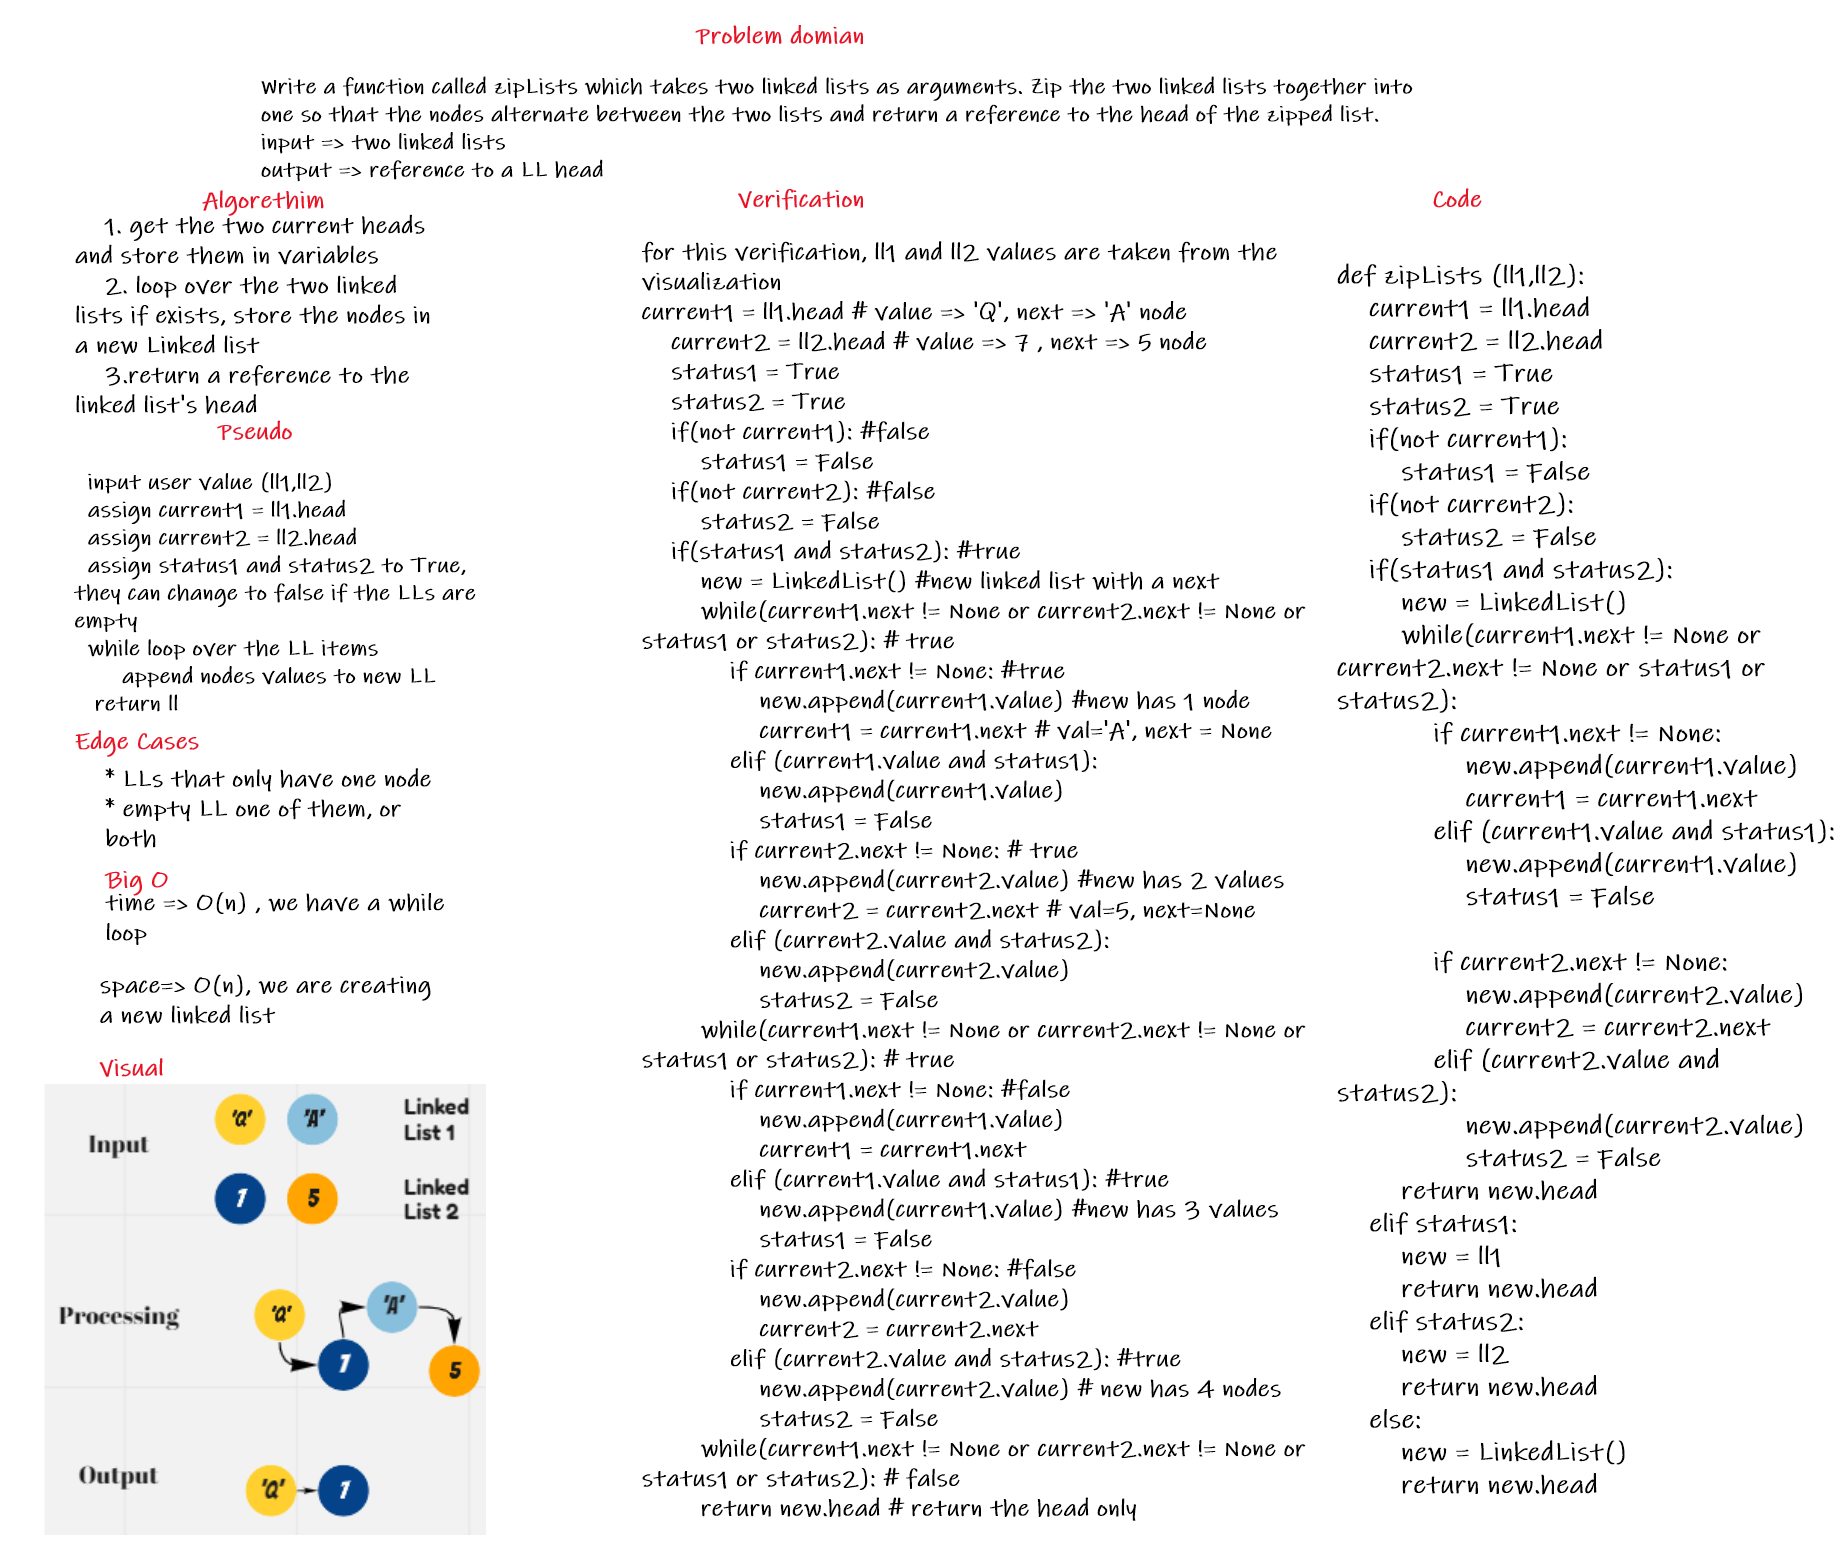 Problem domian
Write a function called zipLists which takes two linked lists as arguments. Zip the two linked lists together into
one so that the nodes alternate between the two lists and return a reference to the head of the zipped list.
input => two linked lists
output => reference to a LL head
Algorethim
1. get the two current heads
and store them in variables
2. loop over the two linked
lists if exists, store the nodes in
a new Linked list
3.return a reference to the
linked list's head
Pseudo
input user value (ll1,ll2)
assign current1 = ll1.head
assign current2 = ll2.head
assign status1 and status2 to True,
they can change to false if the LLs are
empty
while loop over the LL items
append nodes values to new LL
return ll
Edge Cases
* LLs that only have one node
* empty LL one of them, or
both
Big O
time => O(n) , we have a while
loop
space=> O(n), we are creating
a new linked list
Visual
Input
'Q'
'A'
Linked
List 1
1
5
Linked
List 2
Processing
'Q'
1
'A'
5
Output
'Q'
1
Verification
for this verification, ll1 and ll2 values are taken from the
visualization
current1 = ll1.head # value => 'Q', next => 'A' node
current2 = ll2.head # value => 7 , next => 5 node
status1 = True
status2 = True
if(not current1): #false
status1 = False
if(not current2): #false
status2 = False
if(status1 and status2): #true
new = LinkedList() #new linked list with a next
while(current1.next != None or current2.next != None or
status1 or status2): # true
if current1.next != None: #true
new.append(current1.value) #new has 1 node
current1 = current1.next # val='A', next = None
elif (current1.value and status1):
new.append(current1.value)
status1 = False
if current2.next != None: # true
new.append(current2.value) #new has 2 values
current2 = current2.next # val=5, next=None
elif (current2.value and status2):
new.append(current2.value)
status2 = False
while(current1.next != None or current2.next != None or
status1 or status2): # true
if current1.next != None: #false
new.append(current1.value)
current1 = current1.next
elif (current1.value and status1): #true
new.append(current1.value) #new has 3 values
status1 = False
if current2.next != None: #false
new.append(current2.value)
current2 = current2.next
elif (current2.value and status2): #true
new.append(current2.value) # new has 4 nodes
status2 = False
while(current1.next != None or current2.next != None or
status1 or status2): # false
return new.head # return the head only
Code
def zipLists (ll1,ll2):
current1 = ll1.head
current2 = ll2.head
status1 = True
status2 = True
if(not current1):
status1 = False
if(not current2):
status2 = False
if(status1 and status2):
new = LinkedList()
while(current1.next != None or
current2.next != None or status1 or
status2):
if current1.next != None:
new.append(current1.value)
current1 = current1.next
elif (current1.value and status1):
new.append(current1.value)
status1 = False
if current2.next != None:
new.append(current2.value)
current2 = current2.next
elif (current2.value and
status2):
new.append(current2.value)
status2 = False
return new.head
elif status1:
new = ll1
return new.head
elif status2:
new = ll2
return new.head
else:
new = LinkedList()
return new.head